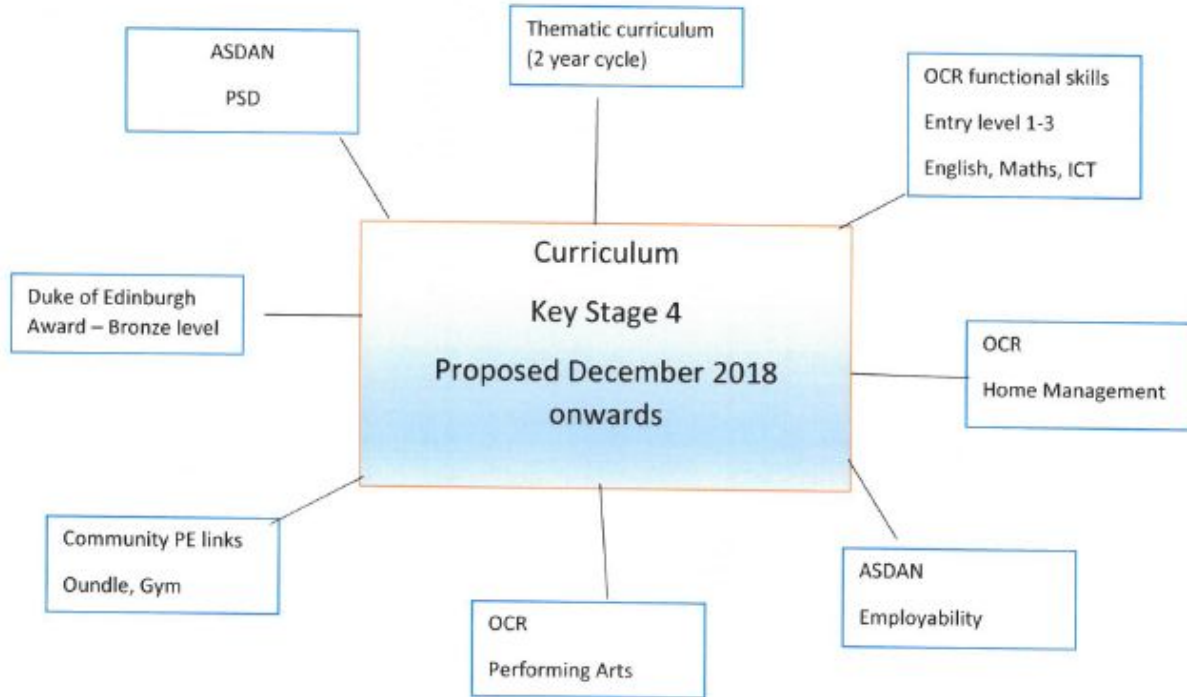 ASDAN
PSD
Thematic curriculum
(2 year cycle)
OCR functional skills
Entry level 1-3
English, Maths, ICT
Duke of Edinburgh
Award – Bronze level
Curriculum
Key Stage 4
Proposed December 2018
onwards
OCR
Home Management
Community PE links
Oundle, Gym
OCR
Performing Arts
ASDAN
Employability